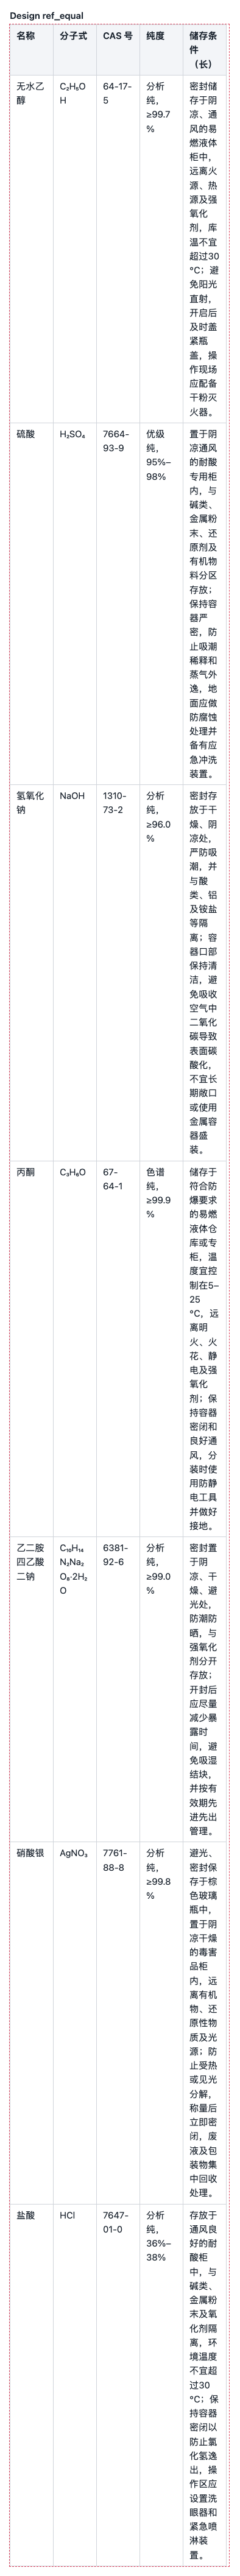 Design ref_equal
名称 分子式 CAS 号 纯度 储存条
件
（长）
无水乙 C₂H₅O 64-17- 分析 密封储
醇 H 5 纯， 存于阴
≥99.7 凉、通
% 风的易
燃液体
柜中，
远离火
源、热
源及强
氧化
剂，库
温不宜
超过30
°C；避
免阳光
直射，
开启后
及时盖
紧瓶
盖，操
作现场
应配备
干粉灭
火器。
硫酸 H₂SO₄ 7664- 优级 置于阴
93-9 纯， 凉通风
95%– 的耐酸
98% 专用柜
内，与
碱类、
金属粉
末、还
原剂及
有机物
料分区
存放；
保持容
器严
密，防
止吸潮
稀释和
蒸气外
逸，地
面应做
防腐蚀
处理并
备有应
急冲洗
装置。
氢氧化 NaOH 1310- 分析 密封存
钠 73-2 纯， 放于干
≥96.0 燥、阴
% 凉处，
严防吸
潮，并
与酸
类、铝
及铵盐
等隔
离；容
器口部
保持清
洁，避
免吸收
空气中
二氧化
碳导致
表面碳
酸化，
不宜长
期敞口
或使用
金属容
器盛
装。
丙酮 C₃H₆O 67- 色谱 储存于
64-1 纯， 符合防
≥99.9 爆要求
% 的易燃
液体仓
库或专
柜，温
度宜控
制在5–
25
°C，远
离明
火、火
花、静
电及强
氧化
剂；保
持容器
密闭和
良好通
风，分
装时使
用防静
电工具
并做好
接地。
乙二胺 C₁₀H₁₄ 6381- 分析 密封置
四乙酸 N₂Na₂ 92-6 纯， 于阴
二钠 O₈·2H₂ ≥99.0 凉、干
O % 燥、避
光处，
防潮防
晒，与
强氧化
剂分开
存放；
开封后
应尽量
减少暴
露时
间，避
免吸湿
结块，
并按有
效期先
进先出
管理。
硝酸银 AgNO₃ 7761- 分析 避光、
88-8 纯， 密封保
≥99.8 存于棕
% 色玻璃
瓶中，
置于阴
凉干燥
的毒害
品柜
内，远
离有机
物、还
原性物
质及光
源；防
止受热
或见光
分解，
称量后
立即密
闭，废
液及包
装物集
中回收
处理。
盐酸 HCl 7647- 分析 存放于
01-0 纯， 通风良
36%– 好的耐
38% 酸柜
中，与
碱类、
金属粉
末及氧
化剂隔
离，环
境温度
不宜超
过30
°C；保
持容器
密闭以
防止氯
化氢逸
出，操
作区应
设置洗
眼器和
紧急喷
淋装
置。